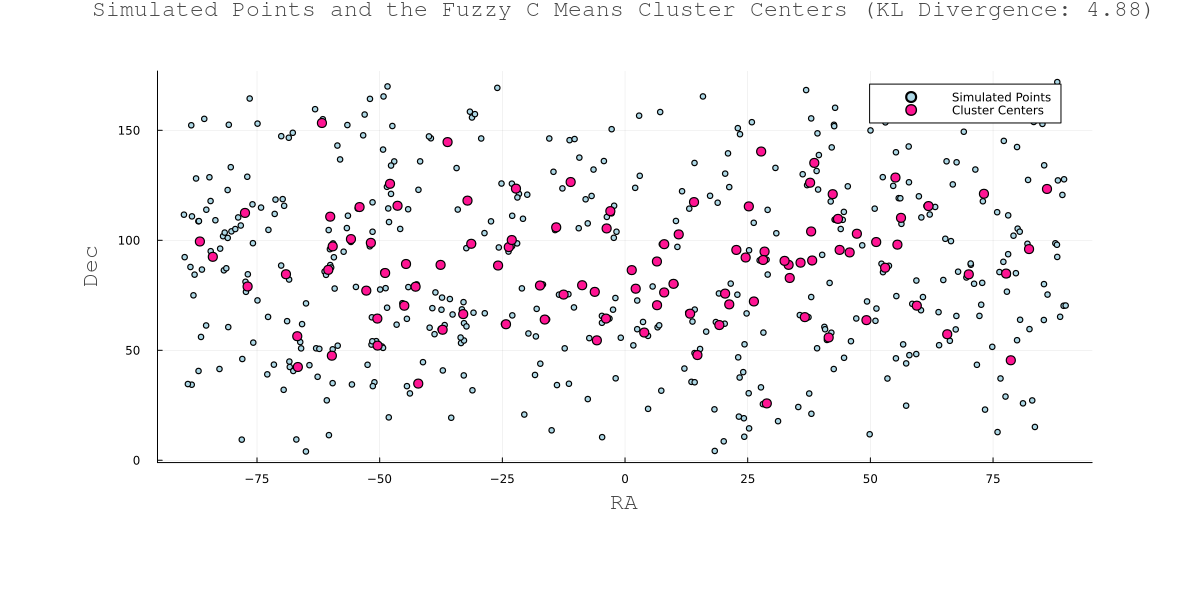 Simulated Points and the Fuzzy C Means Cluster Centers (KL Divergence: 4.88)
Simulated Points
Cluster Centers
150
100
50
0
Dec
−75 −50 −25 0 25 50 75
RA